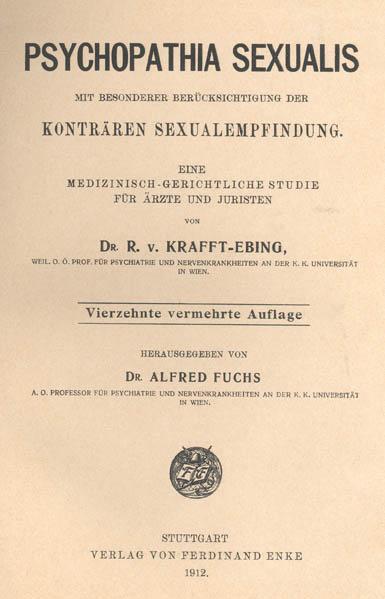 PSYCHOPATHIA SEXUALIS
MIT BESONDERER BERÜCKSICHTIGUNG DER
KONTRÄREN SEXUALEMPFINDUNG.
EINE
MEDIZINISCH-GERICHTLICHE STUDIE
FÜR ÄRZTE UND JURISTEN
VON
DR. R. v. KRAFFT-EBING,
WEIL. O. Ö. PROF. FÜR PSYCHIATRIE UND NERVENKRANKHEITEN AN DER K. K. UNIVERSITÄT
IN WIEN.
Vierzehnte vermehrte Auflage
HERAUSGEGEBEN VON
DR. ALFRED FUCHS
A. O. PROFESSOR FÜR PSYCHIATRIE UND NERVENKRANKHEITEN AN DER K. K. UNIVERSITÄT
IN WIEN.
FE
STUTTGART
VERLAG VON FERDINAND ENKE
1912.